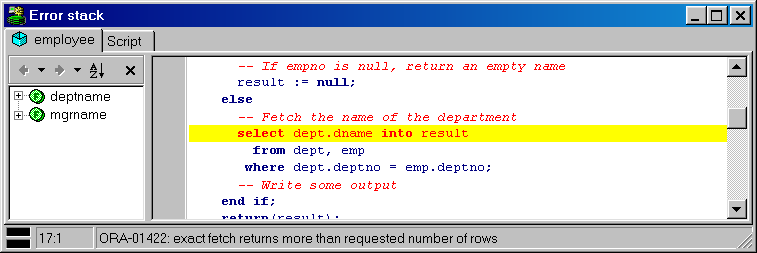 Error stack
employee Script
deptname
mgrname
-- If empno is null, return an empty name
result := null;
else
-- Fetch the name of the department
select dept.dname into result
from dept, emp
where dept.deptno = emp.deptno;
-- Write some output
end if;
return(result);
17:1 ORA-01422: exact fetch returns more than requested number of rows